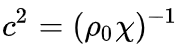 c² = (ρ₀χ)⁻¹